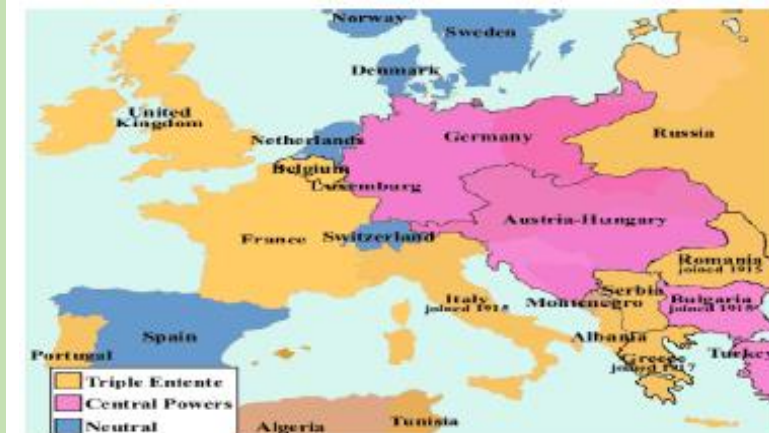 Norway
Sweden
Denmark
United
Kingdom
Netherlands
Germany
Russia
Belgium
Luxemburg
Austria-Hungary
France
Switzerland
Romania
joined 1915
Serbia
Italy
joined 1915
Montenegro
Bulgaria
joined 1915
Spain
Albania
Portugal
Greece
joined 1917
Turkey
Triple Entente
Central Powers
Neutral
Algeria
Tunisia